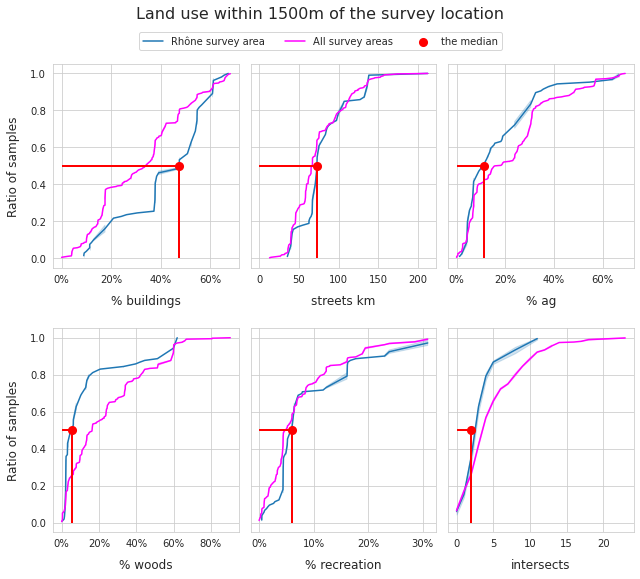 Land use within 1500m of the survey location
Rhône survey area All survey areas the median
Ratio of samples
1.0
0.8
0.6
0.4
0.2
0.0
0% 20% 40% 60%
% buildings
0 50 100 150 200
streets km
0% 20% 40% 60%
% ag
Ratio of samples
1.0
0.8
0.6
0.4
0.2
0.0
0% 20% 40% 60% 80%
% woods
0% 10% 20% 30%
% recreation
0 5 10 15 20
intersects